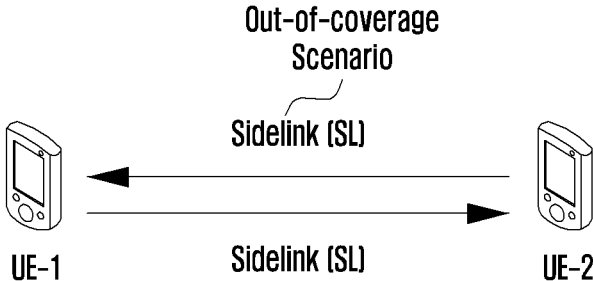 Out-of-coverage
Scenario
Sidelink (SL)
UE-1
Sidelink (SL)
UE-2